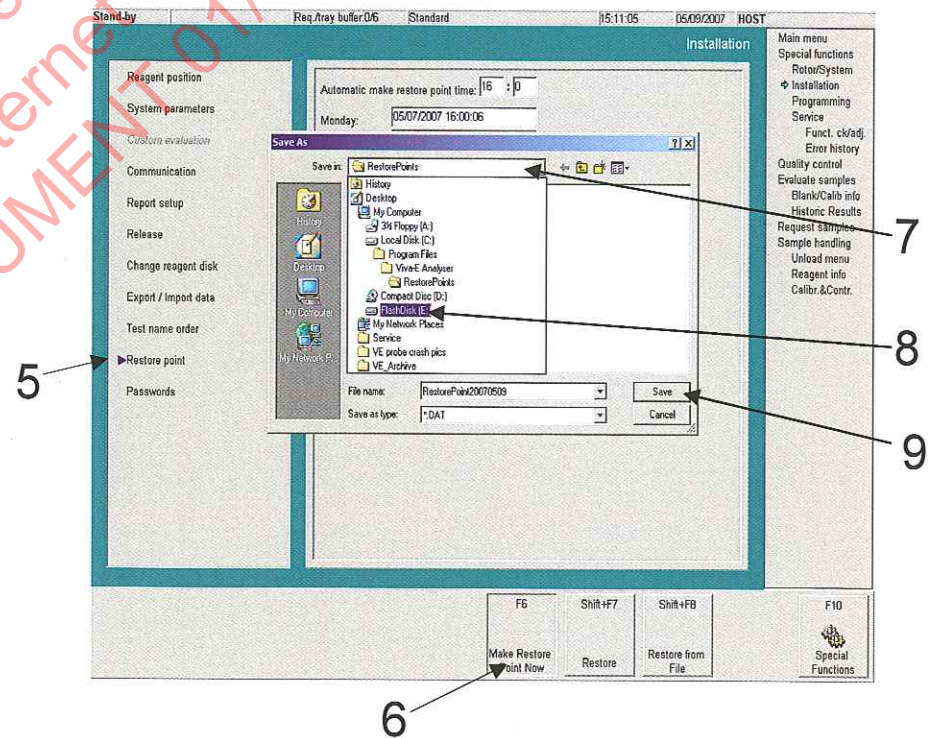 Stand-by Req./tray buffer:0/6 Standard 15:11:05 05/09/2007 HOST
Installation
Reagent position
System parameters
Custom evaluation
Communication
Report setup
Release
Change reagent disk
Export / Import data
Test name order
Restore point
Passwords
Automatic make restore point time: 16 : 0
Monday: 05/07/2007 16:00:06
Save As
Save in: RestorePoints
History
Desktop
My Computer
My Network P.
History
Desktop
My Computer
3½ Floppy (A:)
Local Disk (C:)
Program Files
Viva-E Analyser
RestorePoints
Compact Disc (D:)
FlashDisk (E:)
My Network Places
Service
VE probe crash pics
VE_Archive
File name: RestorePoint20070509 Save
Save as type: *.DAT Cancel
Main menu
Special functions
Rotor/System
Installation
Programming
Service
Funct. ck/adj.
Error history
Quality control
Evaluate samples
Blank/Calib info
Historic Results
Request samples
Sample handling
Unload menu
Reagent info
Calibr.&Contr.
F6
Make Restore
Point Now
Shift+F7
Restore
Shift+F8
Restore from
File
F10
Special
Functions
5
6
7
8
9